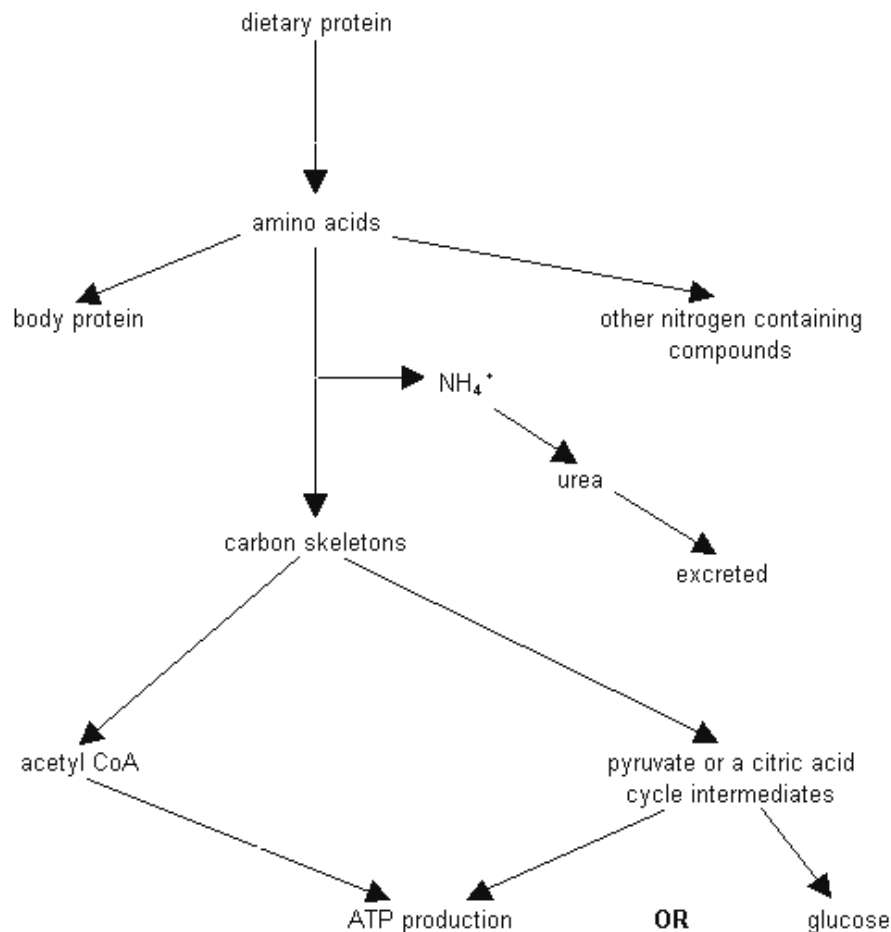 dietary protein
amino acids
body protein
other nitrogen containing
compounds
NH₄⁺
urea
carbon skeletons
excreted
acetyl CoA
pyruvate or a citric acid
cycle intermediates
ATP production
OR
glucose